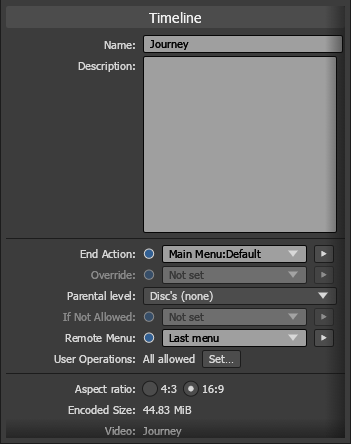 Timeline
Name: Journey
Description:
End Action: Main Menu:Default
Override: Not set
Parental level: Disc's (none)
If Not Allowed: Not set
Remote Menu: Last menu
User Operations: All allowed Set...
Aspect ratio: 4:3 16:9
Encoded Size: 44.83 MiB
Video: Journey